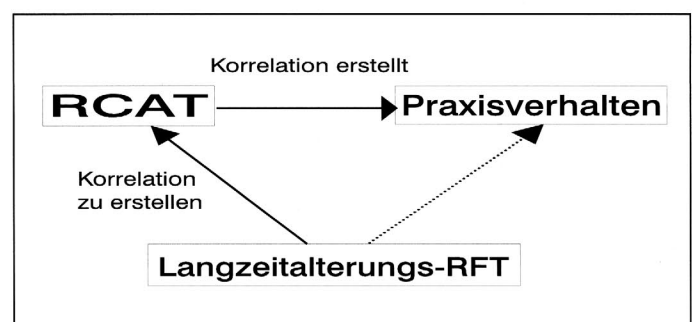 Korrelation erstellt
RCAT
Praxisverhalten
Korrelation
zu erstellen
Langzeitalterungs-RFT